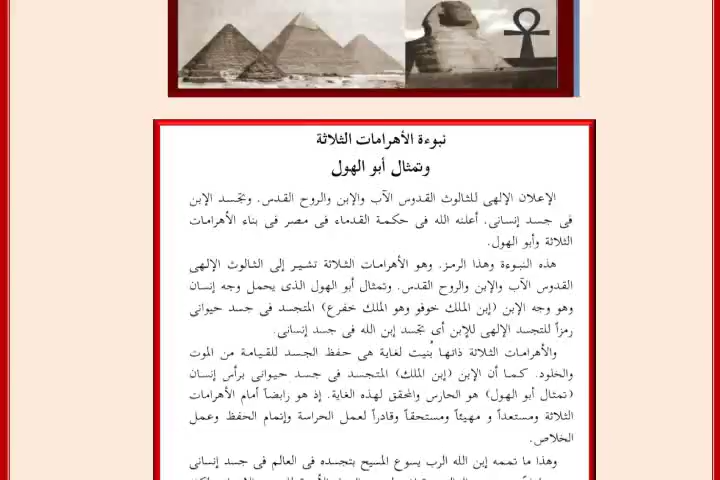 نبوءة الأهرامات الثلاثة
وتمثال أبو الهول
الإعلان الإلهى للثالوث القدوس الآب والإبن والروح القدس. وتجسد الإبن
فى جسد إنسانى، أعلنه الله فى حكمة القدماء فى مصر فى بناء الأهرامات
الثلاثة وأبو الهول.
هذه النبوءة وهذا الرمز. وهو الأهرامات الثلاثة تشير إلى الثالوث الإلهى
القدوس الآب والإبن والروح القدس. وتمثال أبو الهول الذى يحمل وجه إنسان
وهو وجه الإبن (إبن الملك خوفو وهو الملك خفرع) المتجسد فى جسد حيوانى
رمزاً للتجسد الإلهى للإبن أى تجسد إبن الله فى جسد إنسانى.
والأهرامات الثلاثة ذاتها بُنيت لغاية هى حفظ الجسد للقيامة من الموت
والخلود. كما أن الإبن (إبن الملك) المتجسد فى جسد حيوانى برأس إنسان
(تمثال أبو الهول) هو الحارس والمحقق لهذه الغاية. إذ هو رابضاً أمام الأهرامات
الثلاثة ومستعداً و مهيئاً ومستحقاً وقادراً لعمل الحراسة وإتمام الحفظ وعمل
الخلاص.
وهذا ما تممه إبن الله الرب يسوع المسيح بتجسده فى العالم فى جسد إنسانى